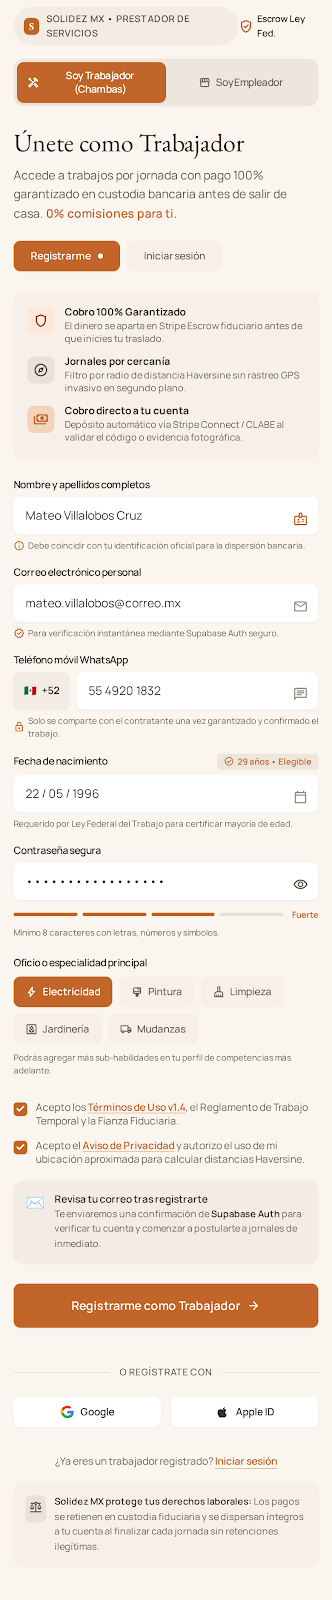 S SOLIDEZ MX • PRESTADOR DE
SERVICIOS
Escrow Ley
Fed.
Soy Trabajador
(Chambas)
Soy Empleador
Únete como Trabajador
Accede a trabajos por jornada con pago 100%
garantizado en custodia bancaria antes de salir de
casa. 0% comisiones para ti.
Registrarme
Iniciar sesión
Cobro 100% Garantizado
El dinero se aparta en Stripe Escrow fiduciario antes de
que inicies tu traslado.
Jornales por cercanía
Filtro por radio de distancia Haversine sin rastreo GPS
invasivo en segundo plano.
Cobro directo a tu cuenta
Depósito automático vía Stripe Connect / CLABE al
validar el código o evidencia fotográfica.
Nombre y apellidos completos
Mateo Villalobos Cruz
Debe coincidir con tu identificación oficial para la dispersión bancaria.
Correo electrónico personal
mateo.villalobos@correo.mx
Para verificación instantánea mediante Supabase Auth seguro.
Teléfono móvil WhatsApp
🇲🇽 +52
55 4920 1832
Solo se comparte con el contratante una vez garantizado y confirmado el
trabajo.
Fecha de nacimiento
29 años • Elegible
22 / 05 / 1996
Requerido por Ley Federal del Trabajo para certificar mayoría de edad.
Contraseña segura
•••••••••••••••••
Fuerte
Mínimo 8 caracteres con letras, números y símbolos.
Oficio o especialidad principal
Electricidad
Pintura
Limpieza
Jardinería
Mudanzas
Podrás agregar más sub-habilidades en tu perfil de competencias más
adelante.
Acepto los Términos de Uso v1.4, el Reglamento de Trabajo
Temporal y la Fianza Fiduciaria.
Acepto el Aviso de Privacidad y autorizo el uso de mi
ubicación aproximada para calcular distancias Haversine.
Revisa tu correo tras registrarte
Te enviaremos una confirmación de Supabase Auth para
verificar tu cuenta y comenzar a postularte a jornales de
inmediato.
Registrarme como Trabajador →
O REGÍSTRATE CON
Google
Apple ID
¿Ya eres un trabajador registrado? Iniciar sesión
Solidez MX protege tus derechos laborales: Los pagos
se retienen en custodia fiduciaria y se dispersan íntegros
a tu cuenta al finalizar cada jornada sin retenciones
ilegítimas.